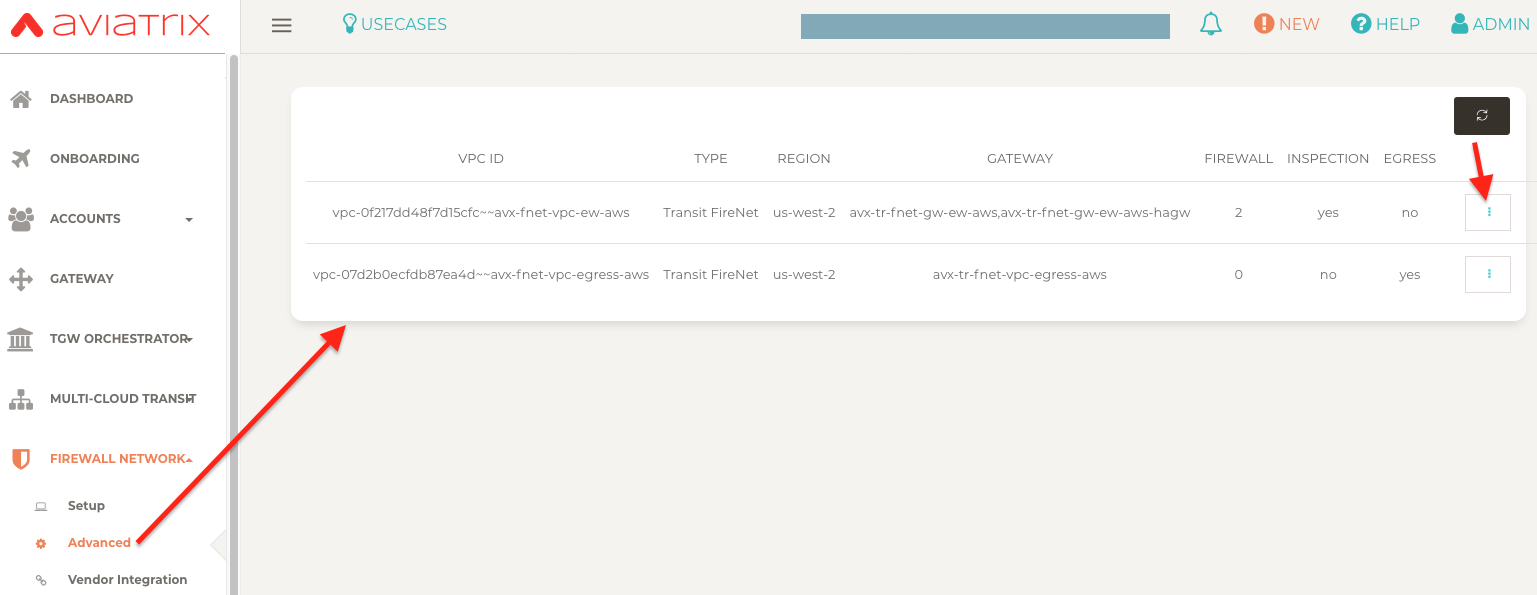 aviatrix
USECASES
NEW
HELP
ADMIN
DASHBOARD
ONBOARDING
ACCOUNTS
GATEWAY
TGW ORCHESTRATOR
MULTI-CLOUD TRANSIT
FIREWALL NETWORK
Setup
Advanced
Vendor Integration
VPC ID TYPE REGION GATEWAY FIREWALL INSPECTION EGRESS
vpc-0f217dd48f7d15cfc~~avx-fnet-vpc-ew-aws Transit FireNet us-west-2 avx-tr-fnet-gw-ew-aws,avx-tr-fnet-gw-ew-aws-hagw 2 yes no
vpc-07d2b0ecfdb87ea4d~~avx-fnet-vpc-egress-aws Transit FireNet us-west-2 avx-tr-fnet-vpc-egress-aws 0 no yes